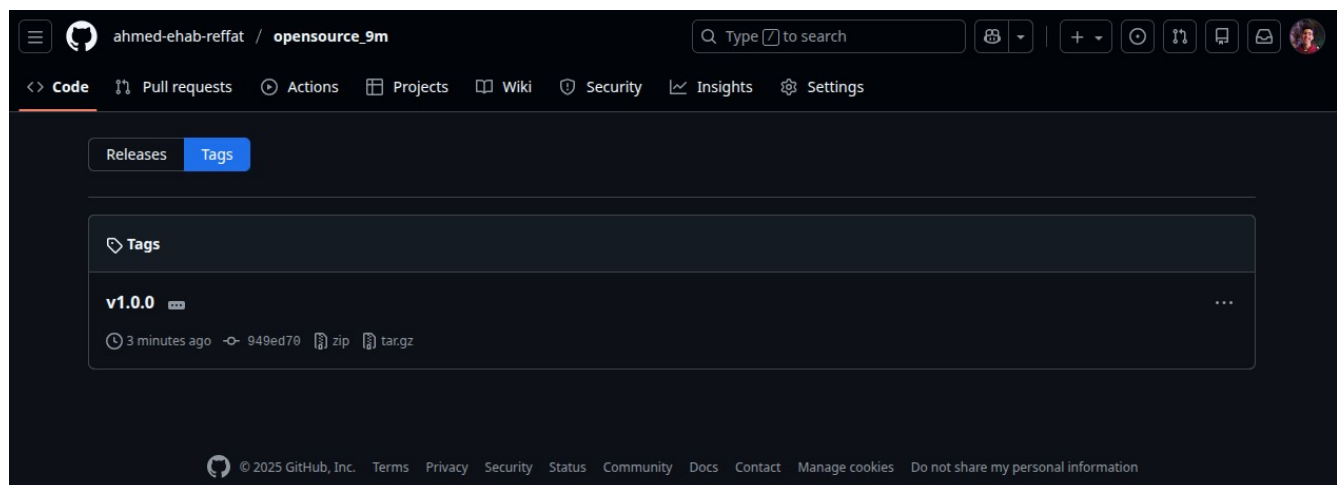 ahmed-ehab-reffat / opensource_9m Type / to search
Code Pull requests Actions Projects Wiki Security Insights Settings
Releases Tags
Tags
v1.0.0
3 minutes ago 949ed70 zip tar.gz
© 2025 GitHub, Inc. Terms Privacy Security Status Community Docs Contact Manage cookies Do not share my personal information